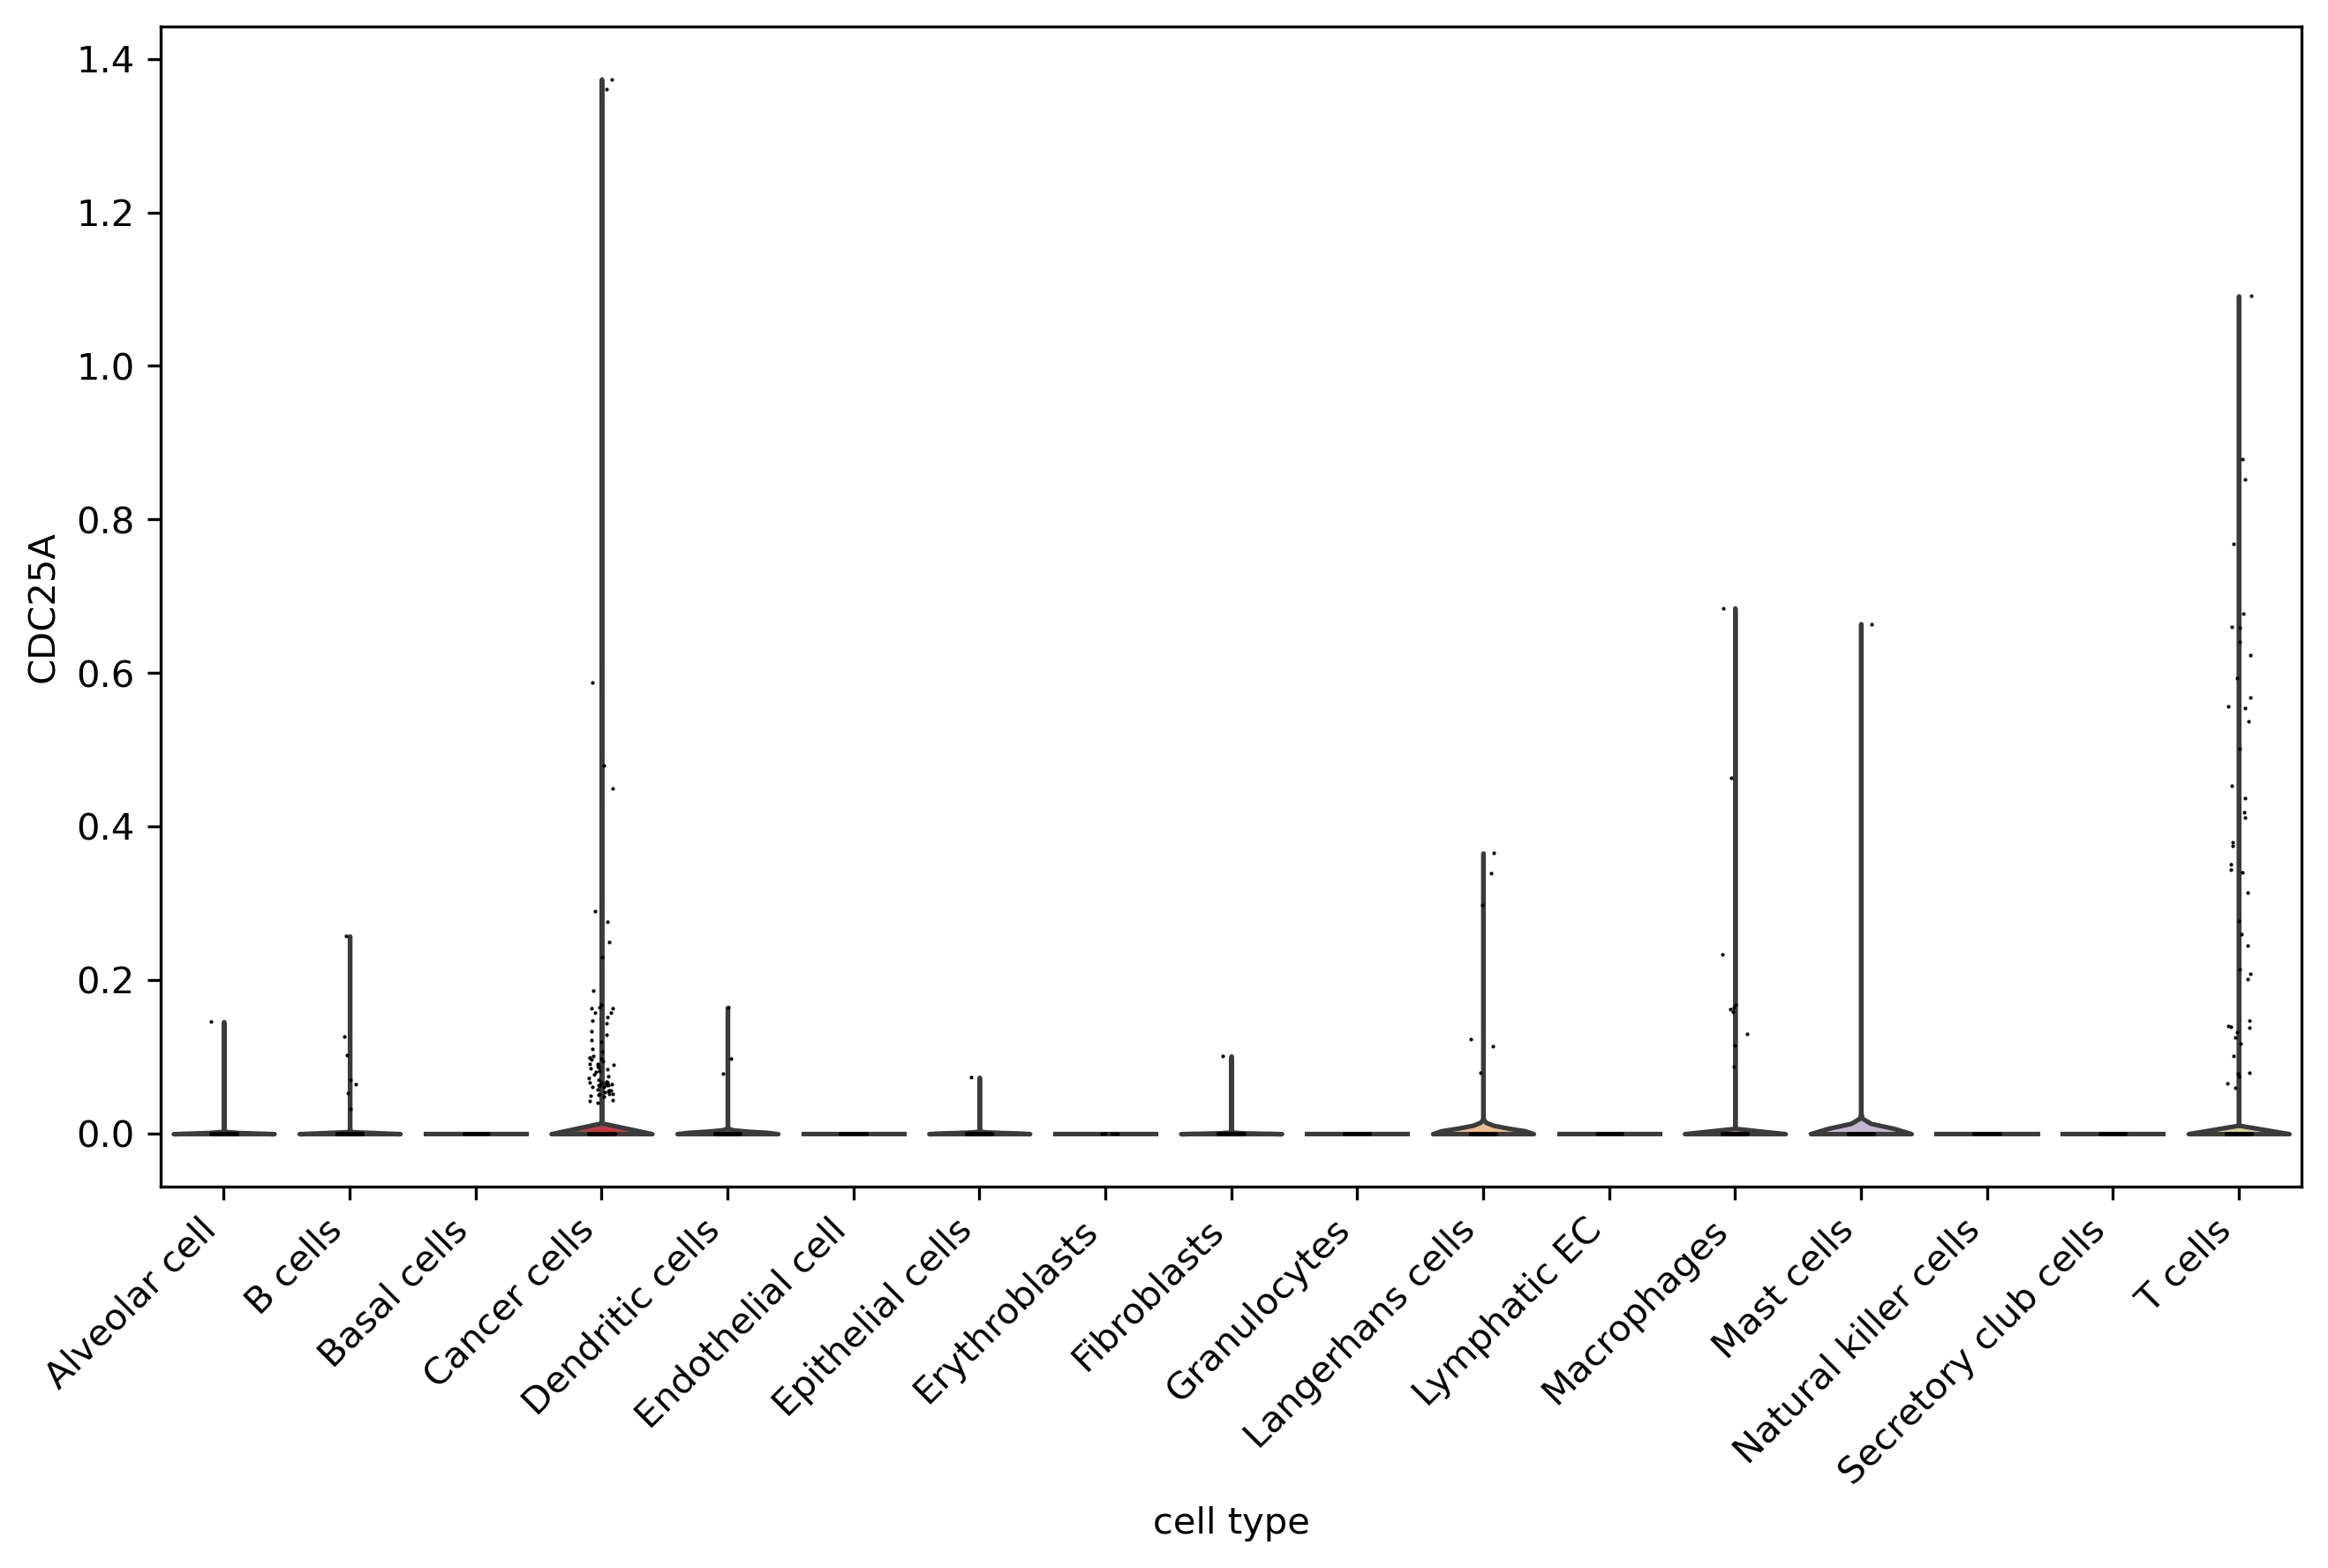 1.4
1.2
1.0
0.8
0.6
0.4
0.2
0.0
CDC25A
Alveolar cell
B cells
Basal cells
Cancer cells
Dendritic cells
Endothelial cell
Epithelial cells
Erythroblasts
Fibroblasts
Granulocytes
Langerhans cells
Lymphatic EC
Macrophages
Mast cells
Natural killer cells
Secretory club cells
T cells
cell type